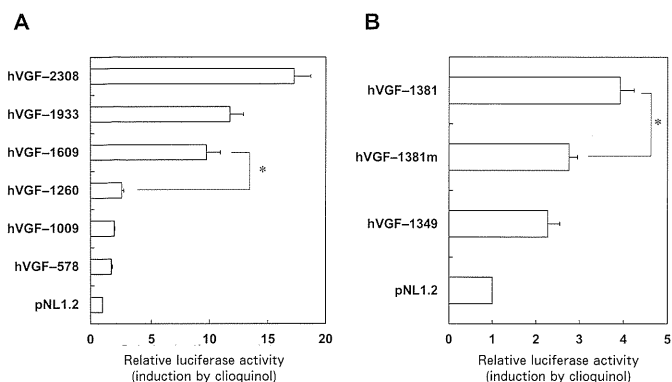 A
hVGF–2308
hVGF–1933
hVGF–1609
hVGF–1260
hVGF–1009
hVGF–578
pNL1.2
*
0 5 10 15 20
Relative luciferase activity
(induction by clioquinol)
B
hVGF–1381
hVGF–1381m
hVGF–1349
pNL1.2
*
0 1 2 3 4 5
Relative luciferase activity
(induction by clioquinol)